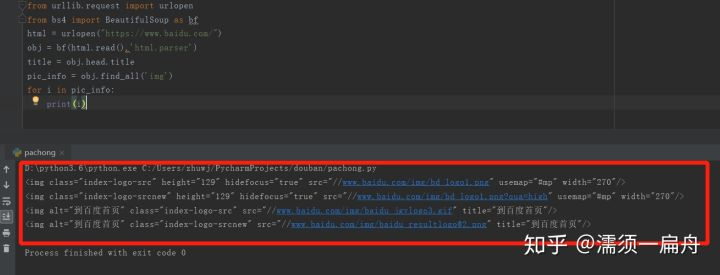 from urllib.request import urlopen
from bs4 import BeautifulSoup as bf
html = urlopen("https://www.baidu.com/")
obj = bf(html.read(),'html.parser')
title = obj.head.title
pic_info = obj.find_all('img')
for i in pic_info:
print(i)
pachong ×
D:\python3.6\python.exe C:/Users/zhuwj/PycharmProjects/douban/pachong.py
<img class="index-logo-src" height="129" hidefocus="true" src="//www.baidu.com/img/bd_logo1.png" usemap="#mp" width="270"/>
<img class="index-logo-srcnew" height="129" hidefocus="true" src="//www.baidu.com/img/bd_logo1.png?qua=high" usemap="#mp" width="270"/>
<img alt="到百度首页" class="index-logo-src" src="//www.baidu.com/img/baidu_jgylogo3.gif" title="到百度首页"/>
<img alt="到百度首页" class="index-logo-srcnew" src="//www.baidu.com/img/baidu_resultlogo@2.png" title="到百度首页"/>
Process finished with exit code 0
知乎 @濡须一扁舟